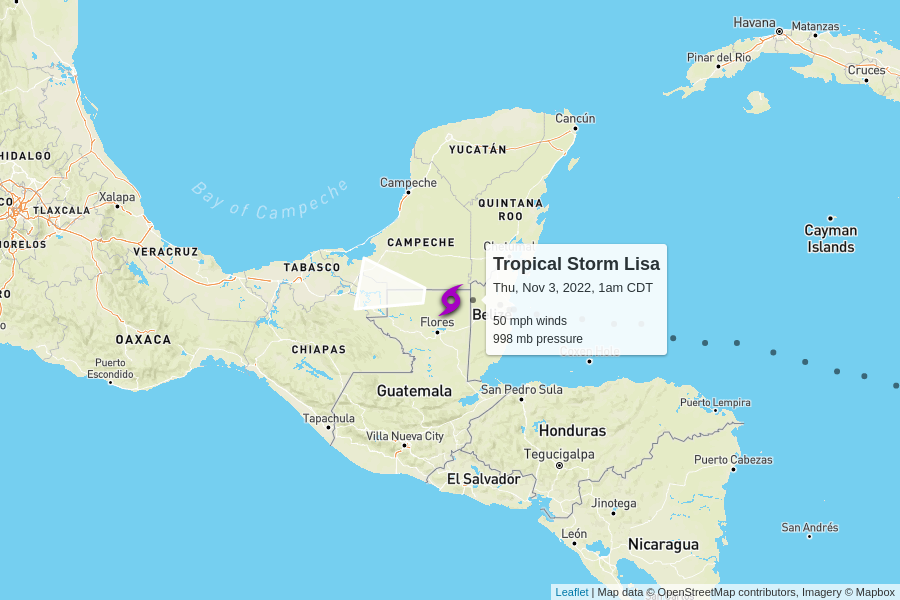 Havana
Matanzas
Pinar del Rio
Cruces
Cancún
YUCATÁN
HIDALGO
Campeche
Xalapa
TLAXCALA
QUINTANA
ROO
Bay of Campeche
CAMPECHE
Cayman
Islands
VERACRUZ
TABASCO
Tropical Storm Lisa
Thu, Nov 3, 2022, 1am CDT
50 mph winds
998 mb pressure
Flores
OAXACA
CHIAPAS
Puerto
Escondido
Guatemala
San Pedro Sula
Puerto Lempira
Tapachula
Villa Nueva City
Honduras
Tegucigalpa
Puerto Cabezas
El Salvador
Jinotega
San Andrés
León
Nicaragua
Leaflet | Map data © OpenStreetMap contributors, Imagery © Mapbox